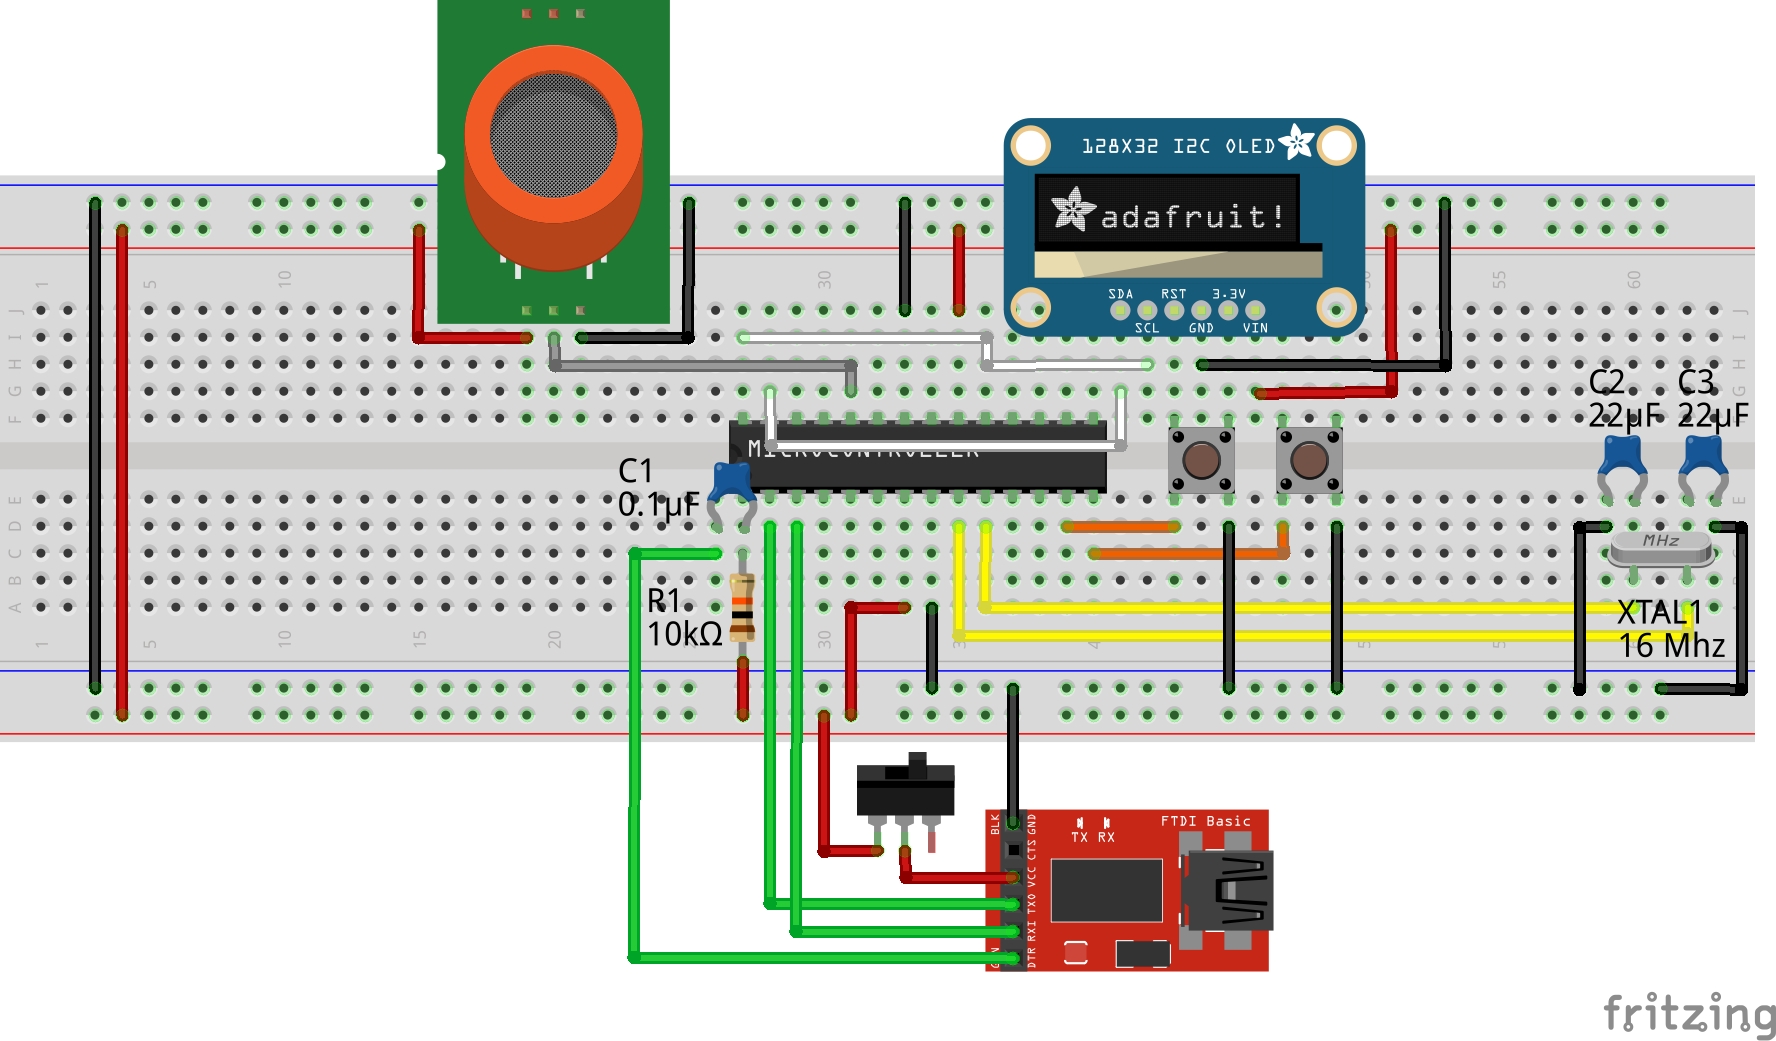 128X32 I2C OLED
adafruit!
SDA RST 3.3V
SCL GND VIN
1 5 10 30 55 60
J
I
H
G
F
C2 C3
22µF 22µF
MICROCONTROLLER
C1
0.1µF
E
D
C
B
A
MHz
R1
10kΩ
XTAL1
16 Mhz
1 5 10 15 20 30
BLK
GND
CTS
VCC
TXO
RXI
DTR
TX RX
FTDI Basic
fritzing